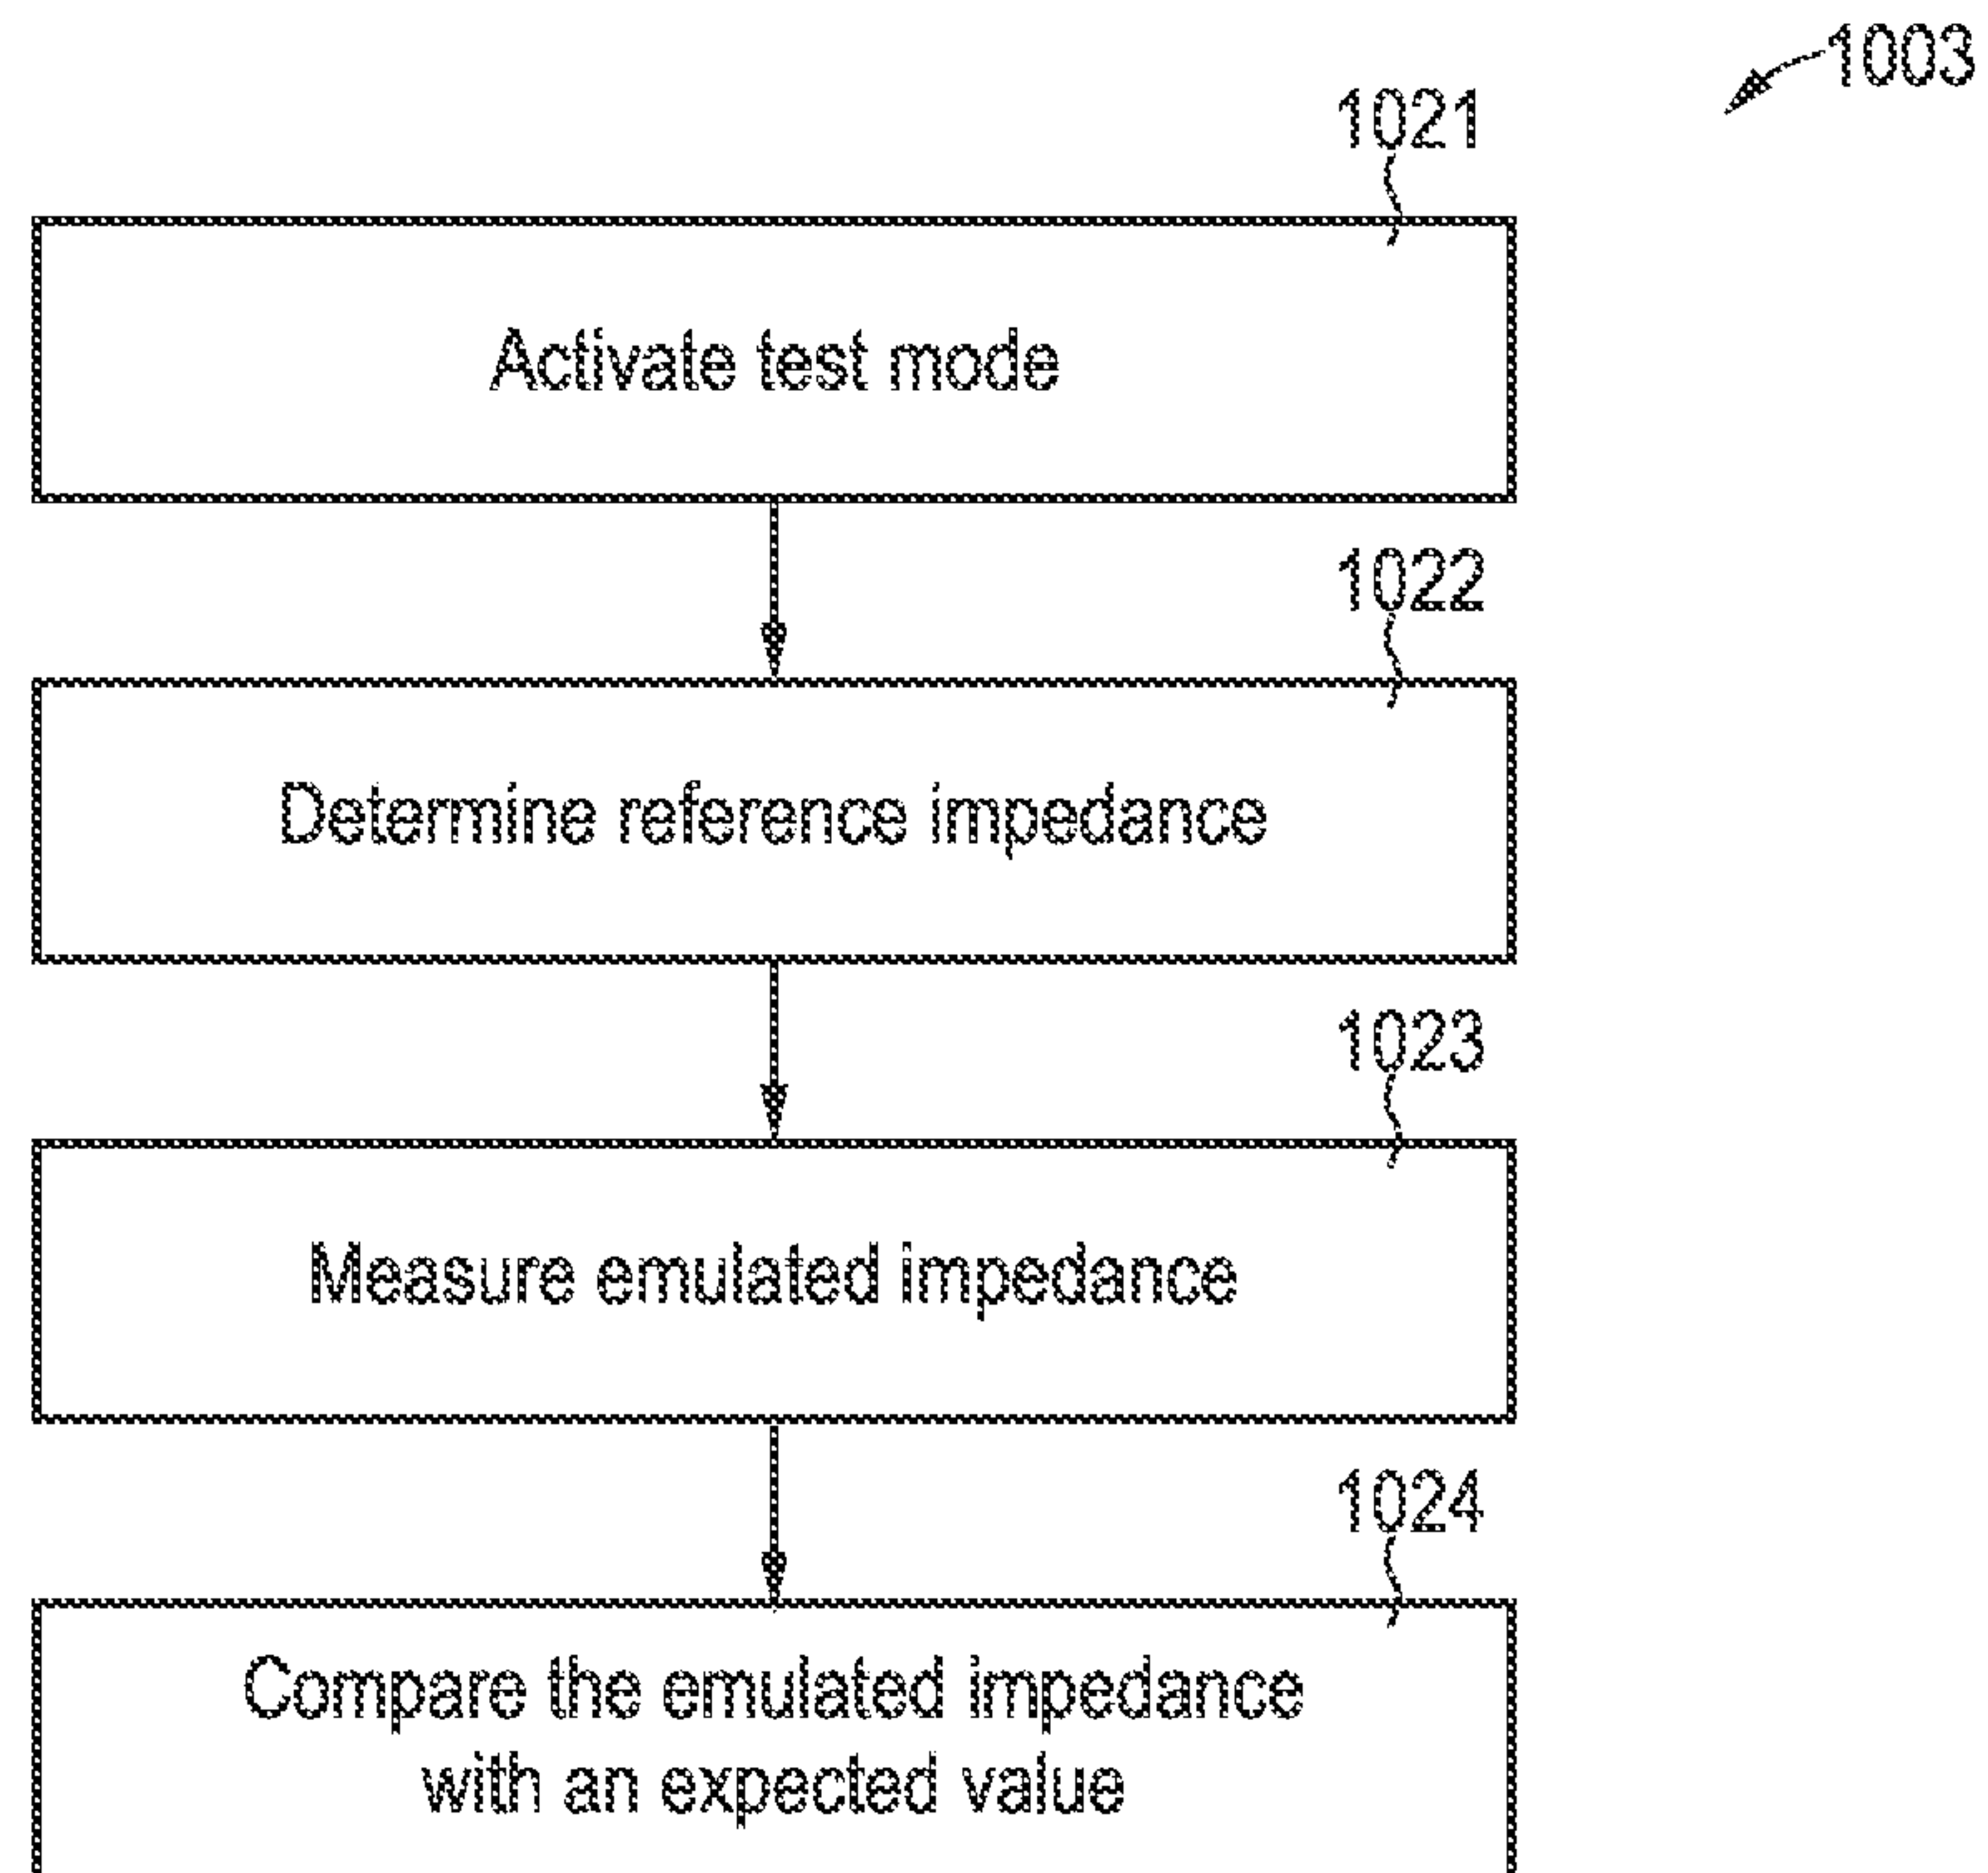 1003
1021
Activate test mode
1022
Determine reference impedance
1023
Measure emulated impedance
1024
Compare the emulated impedance
with an expected value